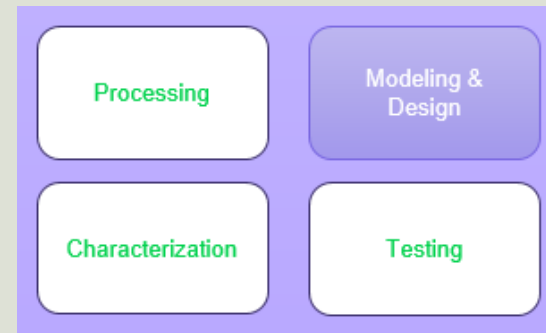 Processing
Modeling &
Design
Characterization
Testing